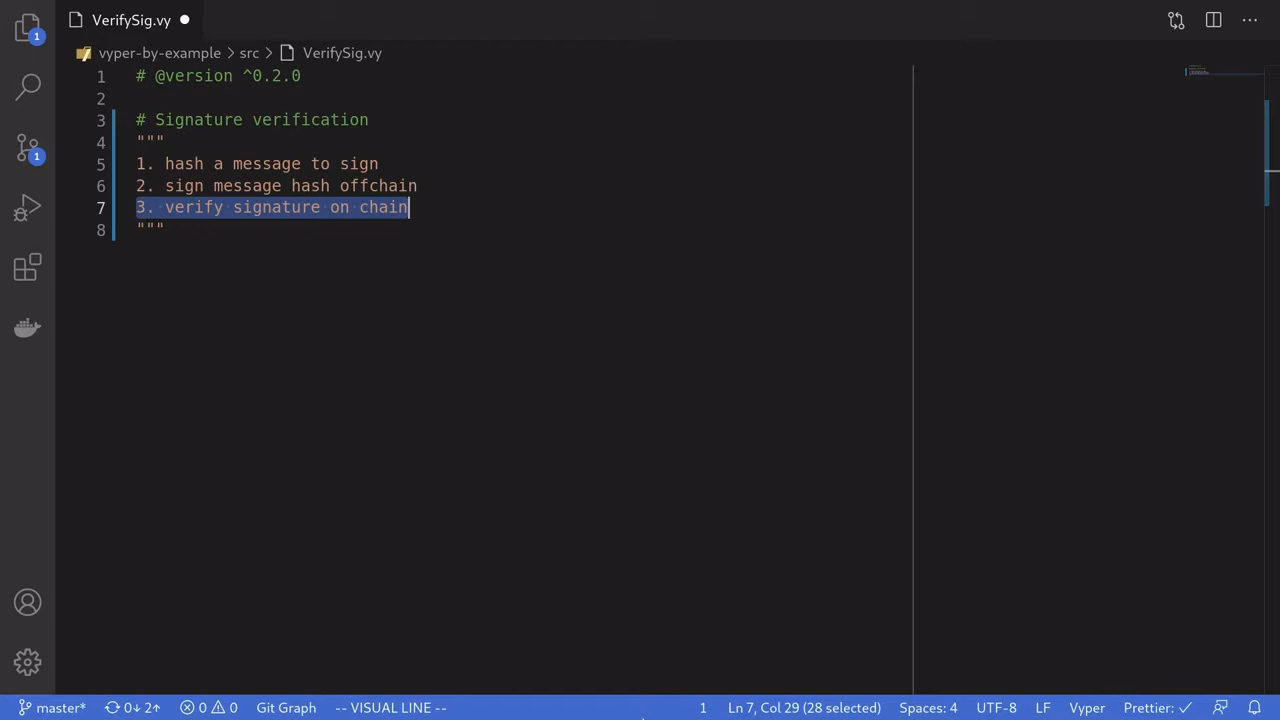 VerifySig.vy
vyper-by-example > src > VerifySig.vy
1 # @version ^0.2.0
2
3 # Signature verification
4 """
5 1. hash a message to sign
6 2. sign message hash offchain
7 3. verify signature on chain
8 """
1
1
master* 0↓ 2↑ 0 0 Git Graph -- VISUAL LINE -- 1 Ln 7, Col 29 (28 selected) Spaces: 4 UTF-8 LF Vyper Prettier: ✓